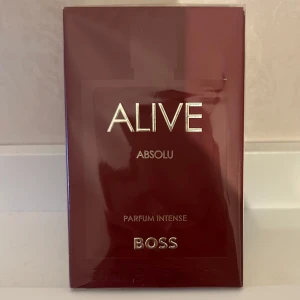 ALIVE
ABSOLU
PARFUM INTENSE
BOSS